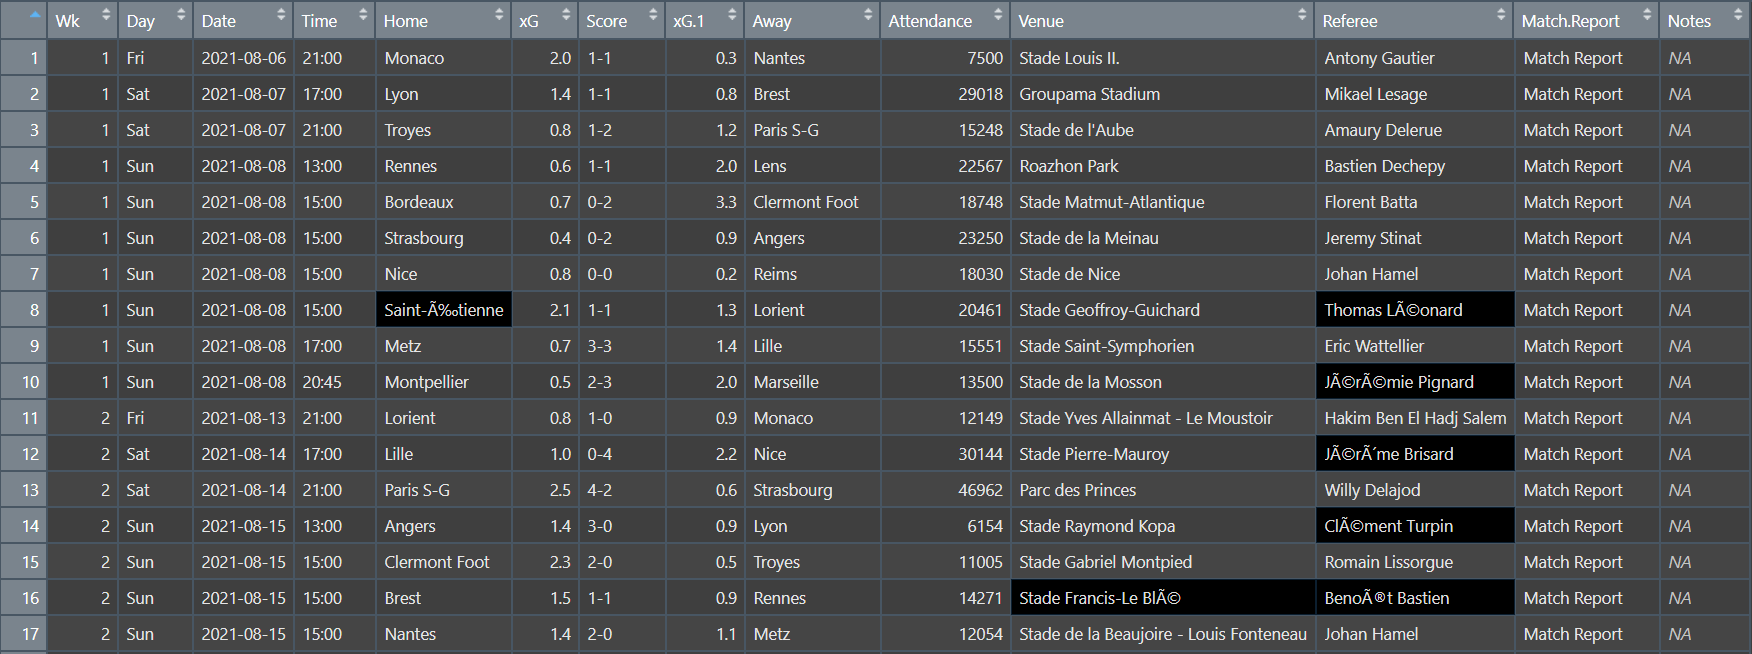 Wk Day Date Time Home xG Score xG.1 Away Attendance Venue Referee Match.Report Notes
1 1 Fri 2021-08-06 21:00 Monaco 2.0 1-1 0.3 Nantes 7500 Stade Louis II. Antony Gautier Match Report NA
2 1 Sat 2021-08-07 17:00 Lyon 1.4 1-1 0.8 Brest 29018 Groupama Stadium Mikael Lesage Match Report NA
3 1 Sat 2021-08-07 21:00 Troyes 0.8 1-2 1.2 Paris S-G 15248 Stade de l'Aube Amaury Delerue Match Report NA
4 1 Sun 2021-08-08 13:00 Rennes 0.6 1-1 2.0 Lens 22567 Roazhon Park Bastien Dechepy Match Report NA
5 1 Sun 2021-08-08 15:00 Bordeaux 0.7 0-2 3.3 Clermont Foot 18748 Stade Matmut-Atlantique Florent Batta Match Report NA
6 1 Sun 2021-08-08 15:00 Strasbourg 0.4 0-2 0.9 Angers 23250 Stade de la Meinau Jeremy Stinat Match Report NA
7 1 Sun 2021-08-08 15:00 Nice 0.8 0-0 0.2 Reims 18030 Stade de Nice Johan Hamel Match Report NA
8 1 Sun 2021-08-08 15:00 Saint-Ã‰tienne 2.1 1-1 1.3 Lorient 20461 Stade Geoffroy-Guichard Thomas LÃ©onard Match Report NA
9 1 Sun 2021-08-08 17:00 Metz 0.7 3-3 1.4 Lille 15551 Stade Saint-Symphorien Eric Wattellier Match Report NA
10 1 Sun 2021-08-08 20:45 Montpellier 0.5 2-3 2.0 Marseille 13500 Stade de la Mosson JÃ©rÃ©mie Pignard Match Report NA
11 2 Fri 2021-08-13 21:00 Lorient 0.8 1-0 0.9 Monaco 12149 Stade Yves Allainmat - Le Moustoir Hakim Ben El Hadj Salem Match Report NA
12 2 Sat 2021-08-14 17:00 Lille 1.0 0-4 2.2 Nice 30144 Stade Pierre-Mauroy JÃ©rÃ´me Brisard Match Report NA
13 2 Sat 2021-08-14 21:00 Paris S-G 2.5 4-2 0.6 Strasbourg 46962 Parc des Princes Willy Delajod Match Report NA
14 2 Sun 2021-08-15 13:00 Angers 1.4 3-0 0.9 Lyon 6154 Stade Raymond Kopa ClÃ©ment Turpin Match Report NA
15 2 Sun 2021-08-15 15:00 Clermont Foot 2.3 2-0 0.5 Troyes 11005 Stade Gabriel Montpied Romain Lissorgue Match Report NA
16 2 Sun 2021-08-15 15:00 Brest 1.5 1-1 0.9 Rennes 14271 Stade Francis-Le BlÃ© BenoÃ®t Bastien Match Report NA
17 2 Sun 2021-08-15 15:00 Nantes 1.4 2-0 1.1 Metz 12054 Stade de la Beaujoire - Louis Fonteneau Johan Hamel Match Report NA